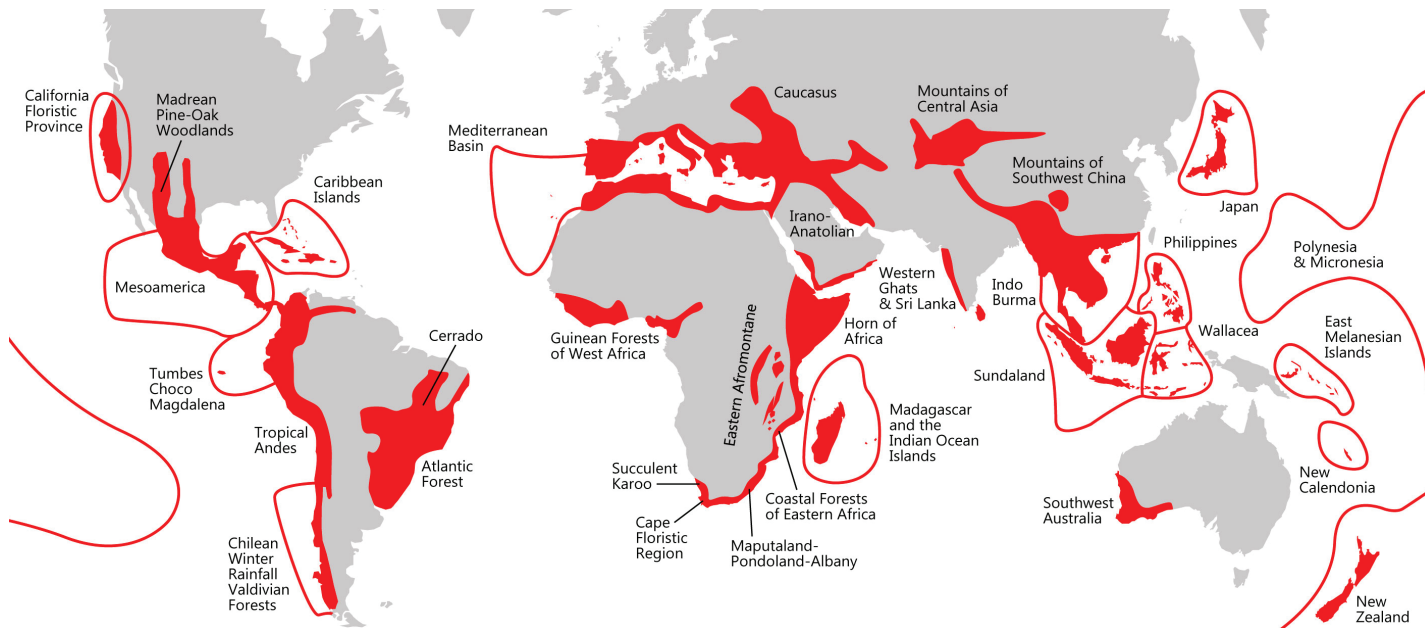 California
Floristic
Province
Madrean
Pine-Oak
Woodlands
Caribbean
Islands
Mesoamerica
Tumbes
Choco
Magdalena
Cerrado
Tropical
Andes
Atlantic
Forest
Chilean
Winter
Rainfall
Valdivian
Forests
Mediterranean
Basin
Caucasus
Mountains of
Central Asia
Mountains of
Southwest China
Irano-
Anatolian
Western
Ghats
& Sri Lanka
Guinean Forests
of West Africa
Eastern Afromontane
Horn of
Africa
Madagascar
and the
Indian Ocean
Islands
Succulent
Karoo
Cape
Floristic
Region
Coastal Forests
of Eastern Africa
Maputaland-
Pondoland-Albany
Japan
Philippines
Polynesia
& Micronesia
Indo
Burma
Wallacea
Sundaland
East
Melanesian
Islands
New
Calendonia
Southwest
Australia
New
Zealand